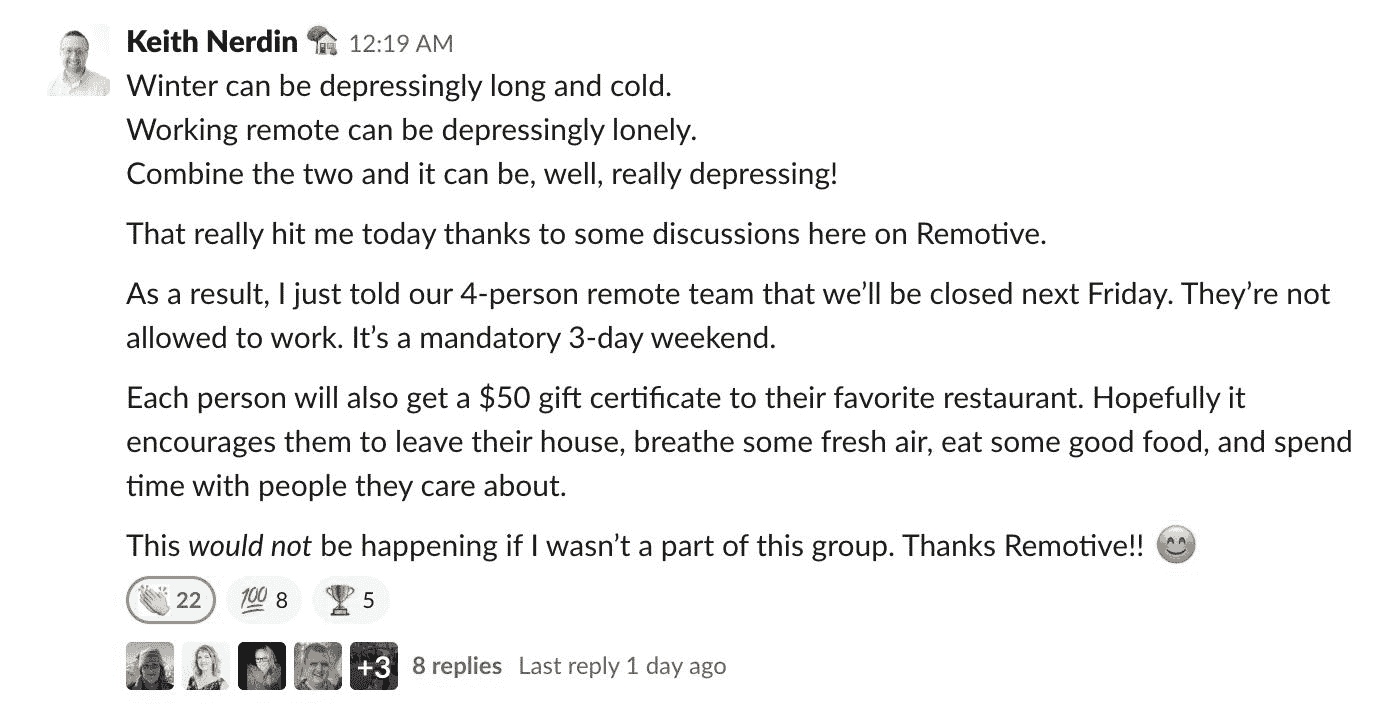 Keith Nerdin 12:19 AM
Winter can be depressingly long and cold.
Working remote can be depressingly lonely.
Combine the two and it can be, well, really depressing!
That really hit me today thanks to some discussions here on Remotive.
As a result, I just told our 4-person remote team that we’ll be closed next Friday. They’re not
allowed to work. It’s a mandatory 3-day weekend.
Each person will also get a $50 gift certificate to their favorite restaurant. Hopefully it
encourages them to leave their house, breathe some fresh air, eat some good food, and spend
time with people they care about.
This would not be happening if I wasn’t a part of this group. Thanks Remotive!! 😊
👏 22 💯 8 🏆 5
+3 8 replies Last reply 1 day ago